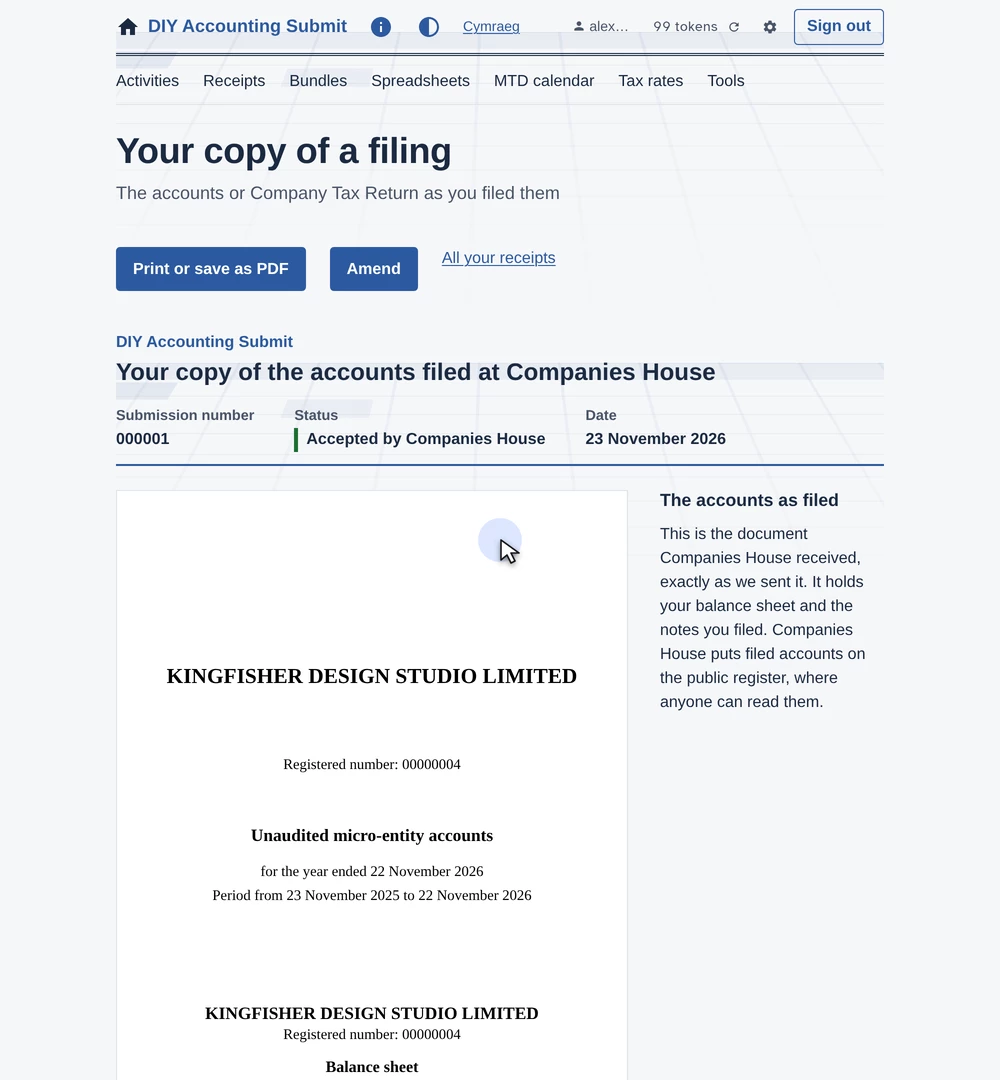 DIY Accounting Submit
Cymraeg
alex...
99 tokens
Sign out
Activities
Receipts
Bundles
Spreadsheets
MTD calendar
Tax rates
Tools
Your copy of a filing
The accounts or Company Tax Return as you filed them
Print or save as PDF
Amend
All your receipts
DIY Accounting Submit
Your copy of the accounts filed at Companies House
Submission number
000001
Status
Accepted by Companies House
Date
23 November 2026
KINGFISHER DESIGN STUDIO LIMITED
Registered number: 00000004
Unaudited micro-entity accounts
for the year ended 22 November 2026
Period from 23 November 2025 to 22 November 2026
KINGFISHER DESIGN STUDIO LIMITED
Registered number: 00000004
Balance sheet
The accounts as filed
This is the document
Companies House received,
exactly as we sent it. It holds
your balance sheet and the
notes you filed. Companies
House puts filed accounts on
the public register, where
anyone can read them.